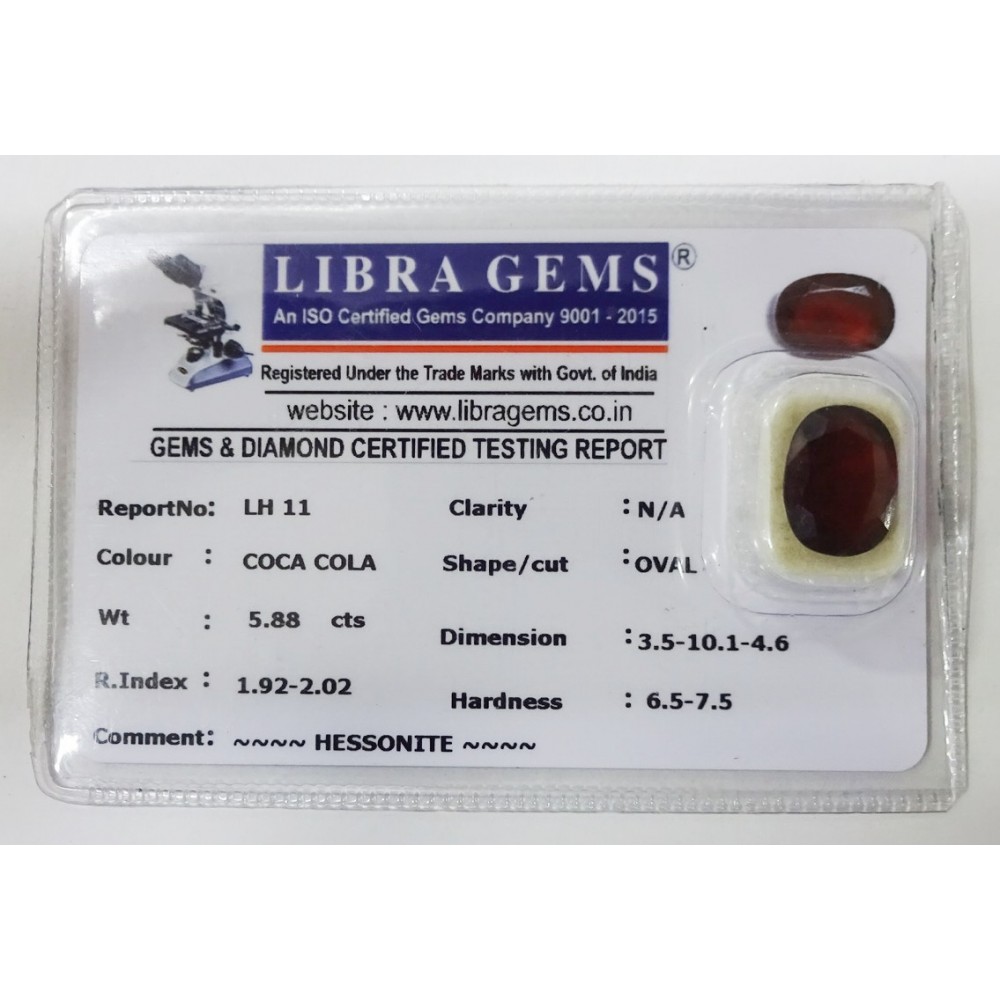 LIBRA GEMS ®
An ISO Certified Gems Company 9001 - 2015
Registered Under the Trade Marks with Govt. of India
website : www.libragems.co.in
GEMS & DIAMOND CERTIFIED TESTING REPORT
ReportNo: LH 11 Clarity : N/A
Colour : COCA COLA Shape/cut : OVAL
Wt : 5.88 cts Dimension : 3.5-10.1-4.6
R.Index : 1.92-2.02 Hardness : 6.5-7.5
Comment: ~~~~ HESSONITE ~~~~